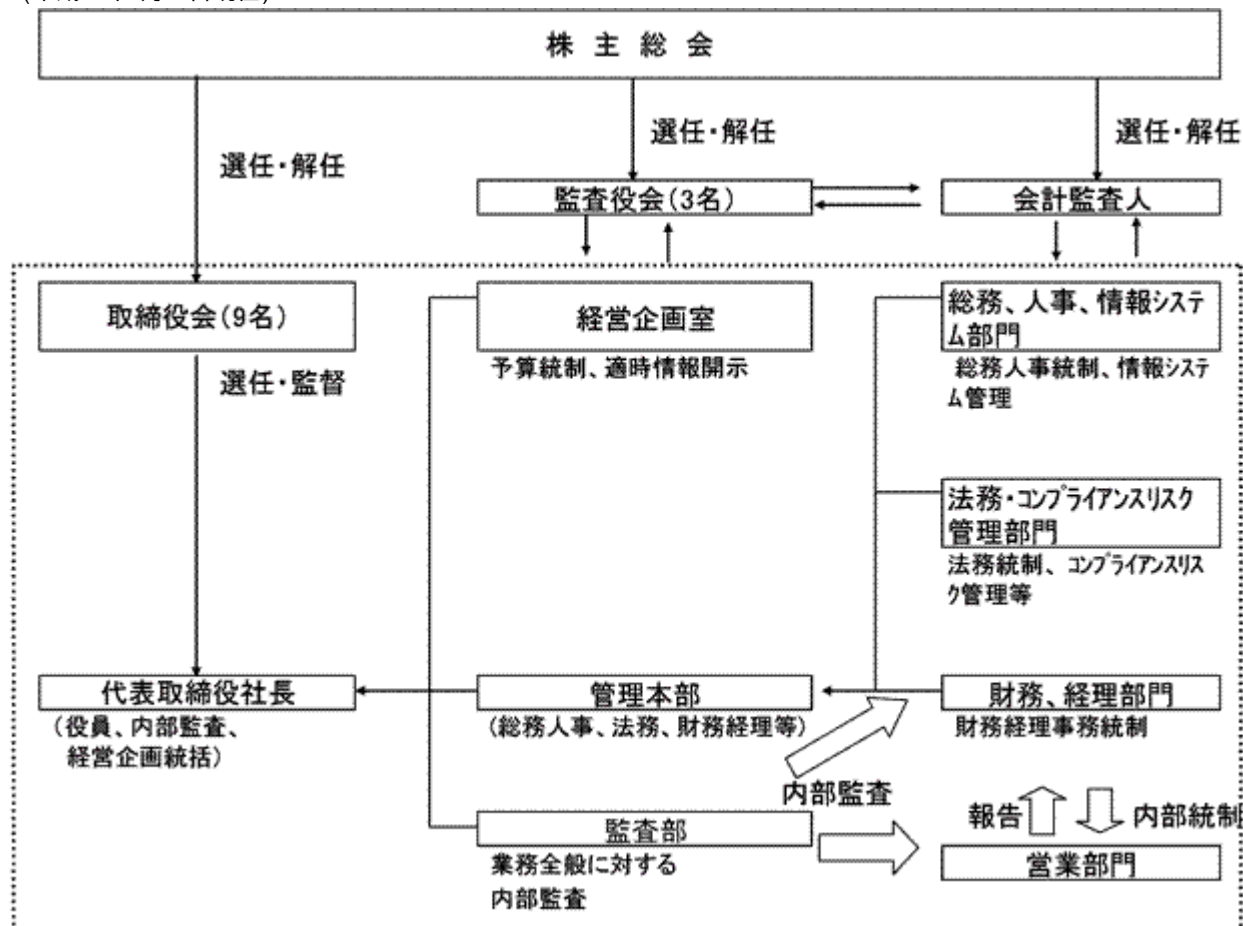 株 主 総 会
選任・解任
選任・解任
選任・解任
監査役会(3名)
会計監査人
取締役会(9名)
経営企画室
総務、人事、情報システ
ム部門
予算統制、適時情報開示
総務人事統制、情報システ
ム管理
選任・監督
法務・コンプライアンスリスク
管理部門
法務統制、コンプライアンスリス
ク管理等
代表取締役社長
管理本部
財務、経理部門
(役員、内部監査、
経営企画統括)
(総務人事、法務、財務経理等)
財務経理事務統制
内部監査
報告
内部統制
監査部
営業部門
業務全般に対する
内部監査